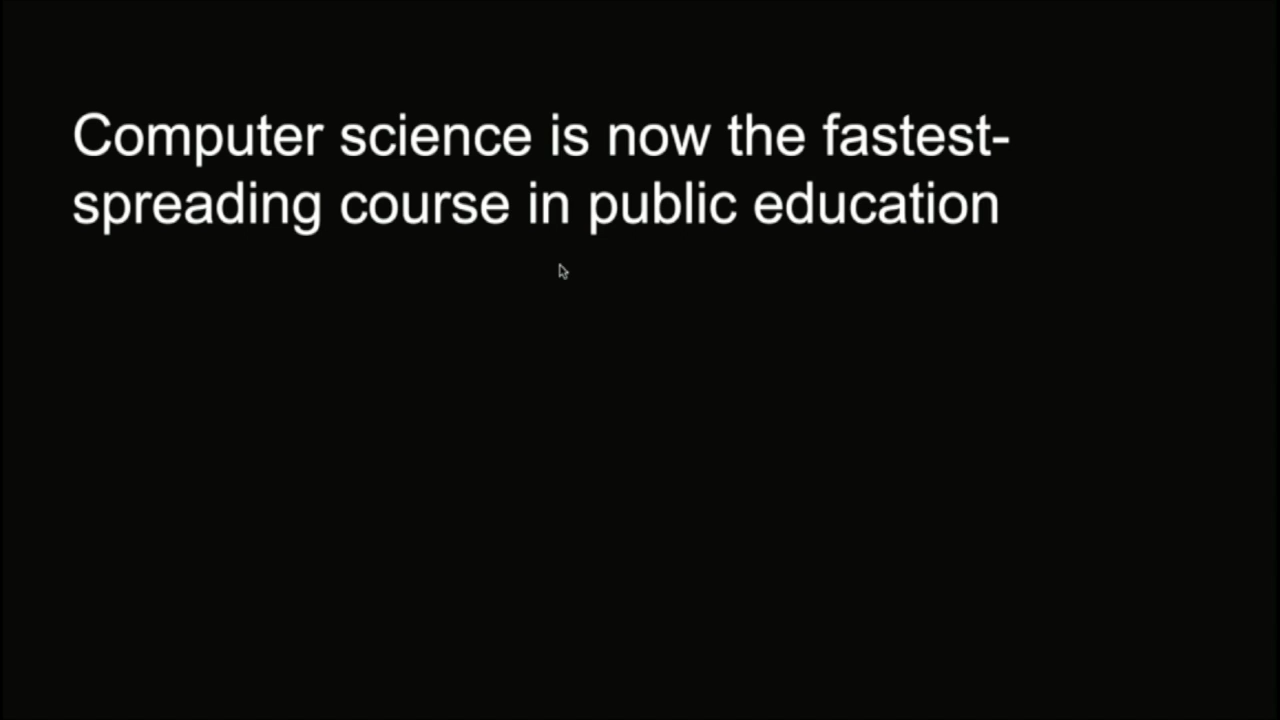 Computer science is now the fastest-
spreading course in public education